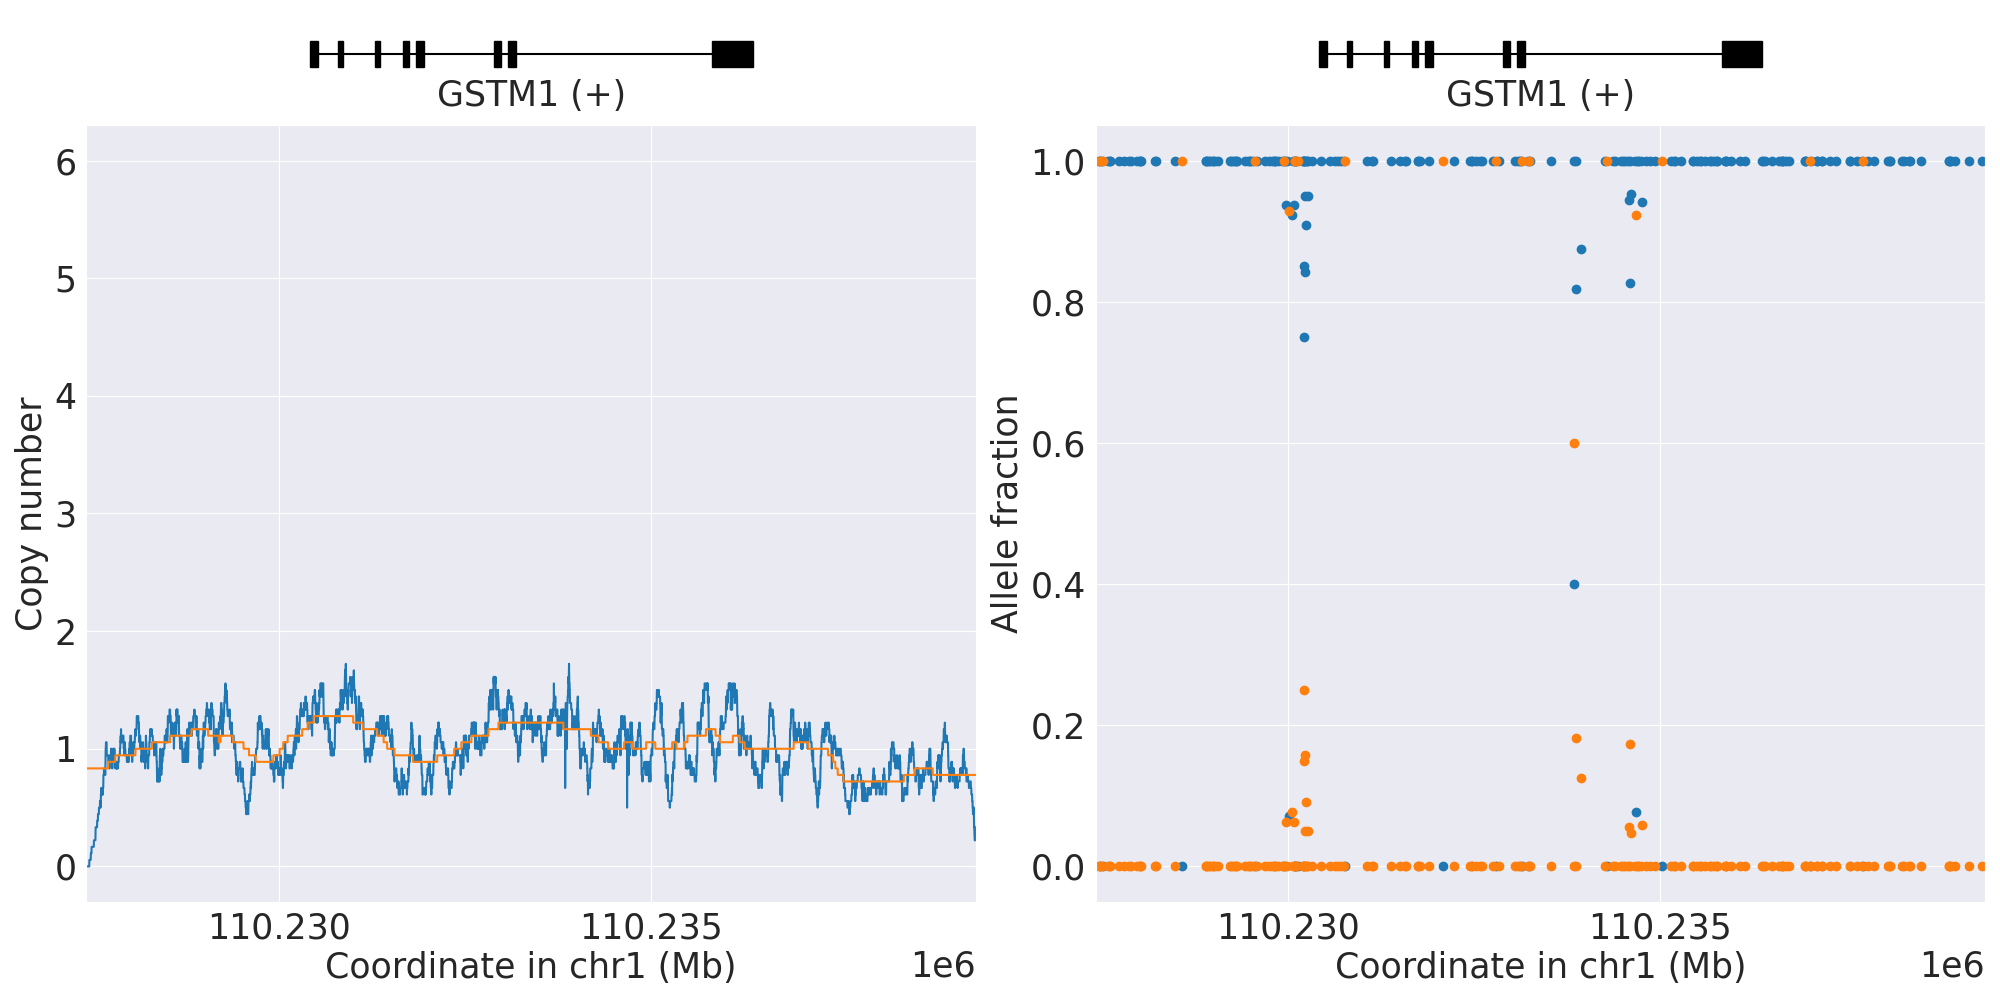 GSTM1 (+)
6
5
4
3
2
1
0
Copy number
110.230
110.235
Coordinate in chr1 (Mb)
1e6
GSTM1 (+)
1.0
0.8
0.6
0.4
0.2
0.0
Allele fraction
110.230
110.235
Coordinate in chr1 (Mb)
1e6